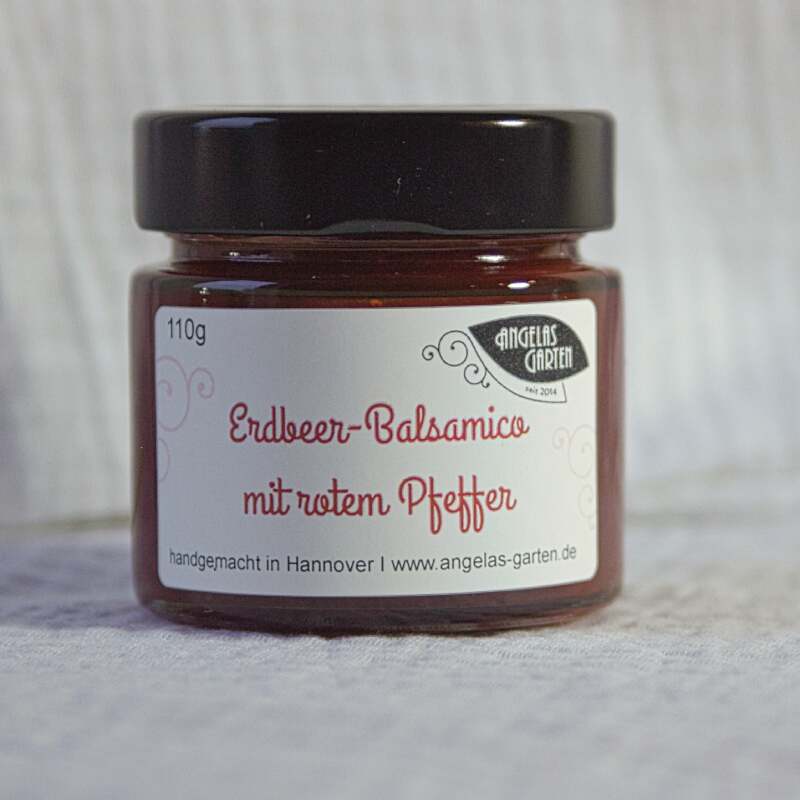 110g
ANGELAS
GARTEN
seit 2014
Erdbeer-Balsamico
mit rotem Pfeffer
handgemacht in Hannover I www.angelas-garten.de